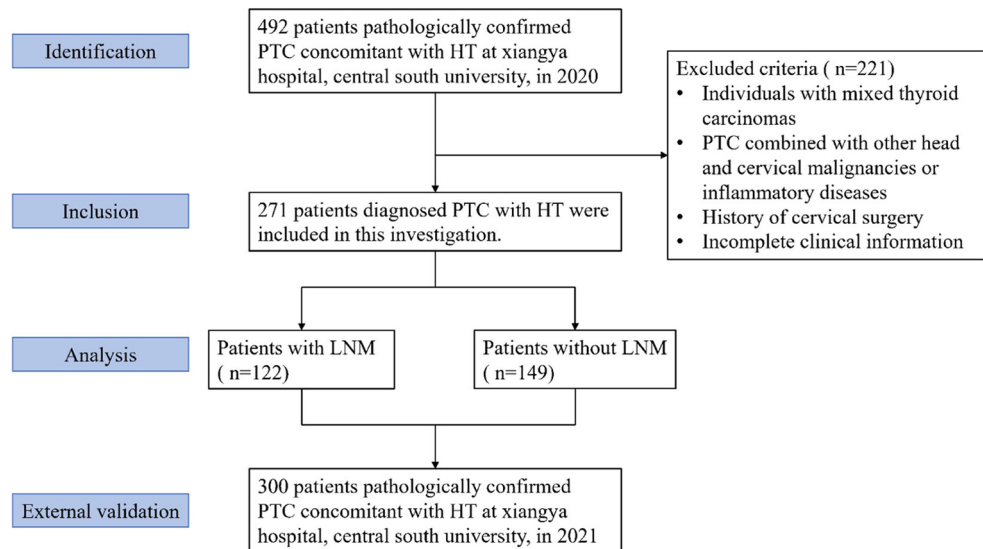 Identification
492 patients pathologically confirmed
PTC concomitant with HT at xiangya
hospital, central south university, in 2020
Excluded criteria ( n=221)
• Individuals with mixed thyroid
carcinomas
• PTC combined with other head
and cervical malignancies or
inflammatory diseases
• History of cervical surgery
• Incomplete clinical information
Inclusion
271 patients diagnosed PTC with HT were
included in this investigation.
Analysis
Patients with LNM
( n=122)
Patients without LNM
( n=149)
External validation
300 patients pathologically confirmed
PTC concomitant with HT at xiangya
hospital, central south university, in 2021